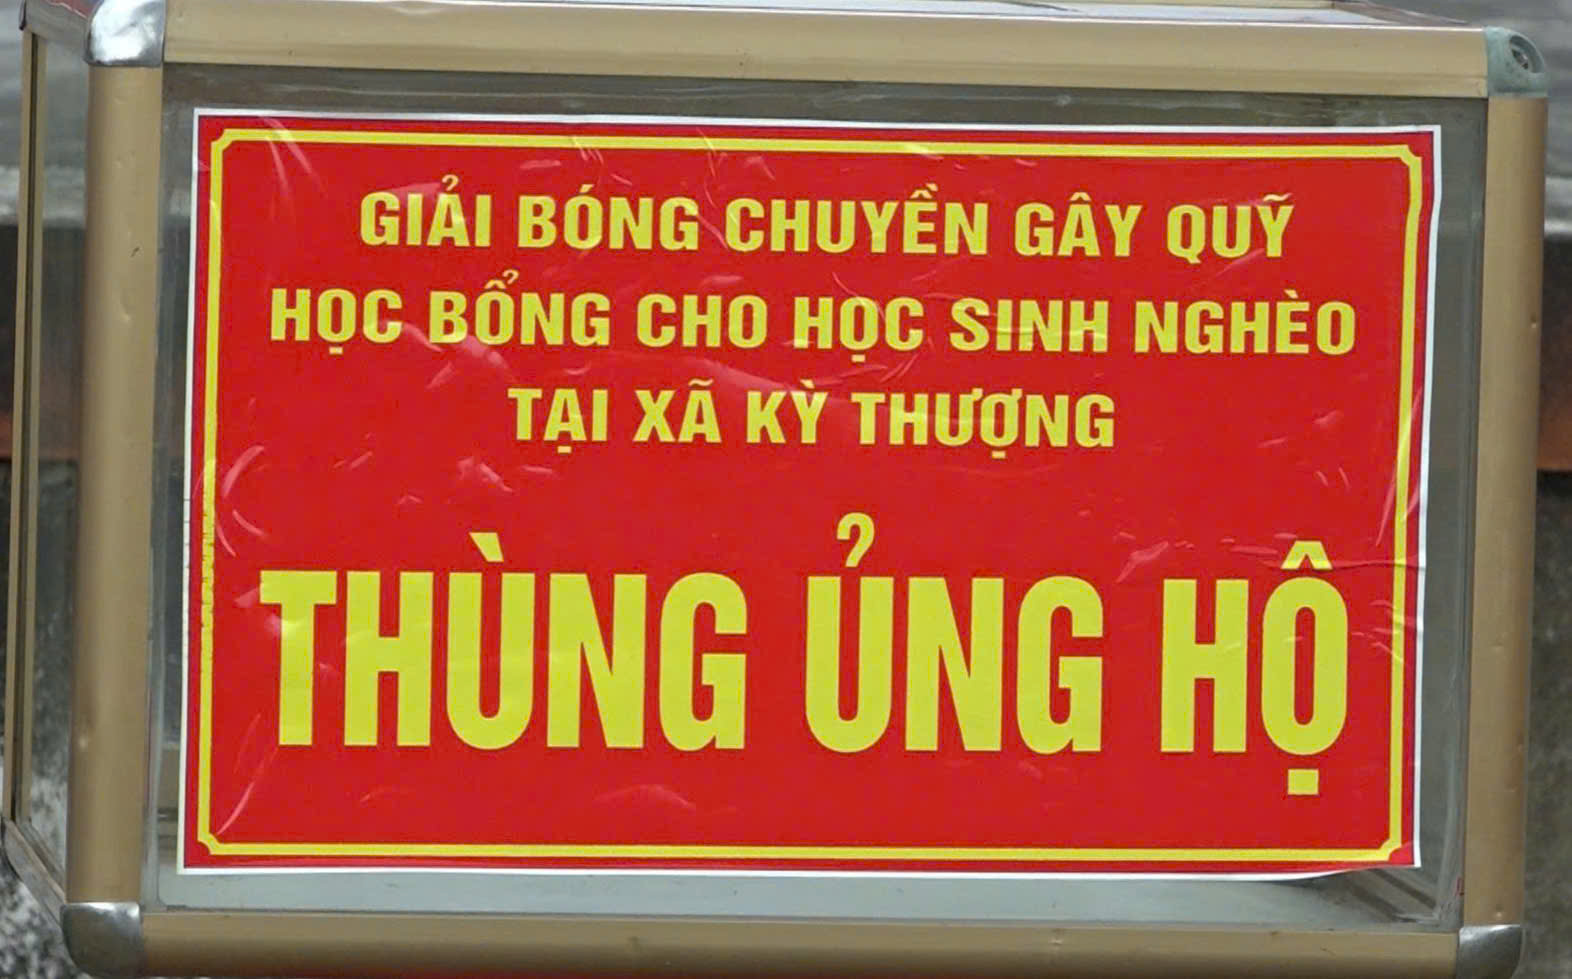 GIẢI BÓNG CHUYỀN GÂY QUỸ
HỌC BỔNG CHO HỌC SINH NGHÈO
TẠI XÃ KỲ THƯỢNG
THÙNG ỦNG HỘ